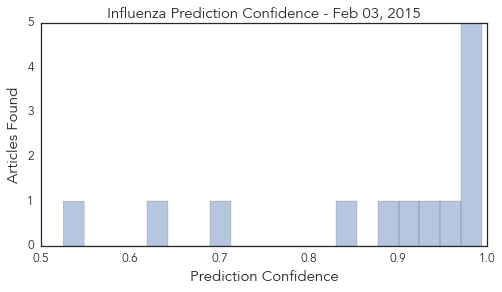 Influenza Prediction Confidence - Feb 03, 2015
Articles Found
5
4
3
2
1
0
0.5 0.6 0.7 0.8 0.9 1.0
Prediction Confidence